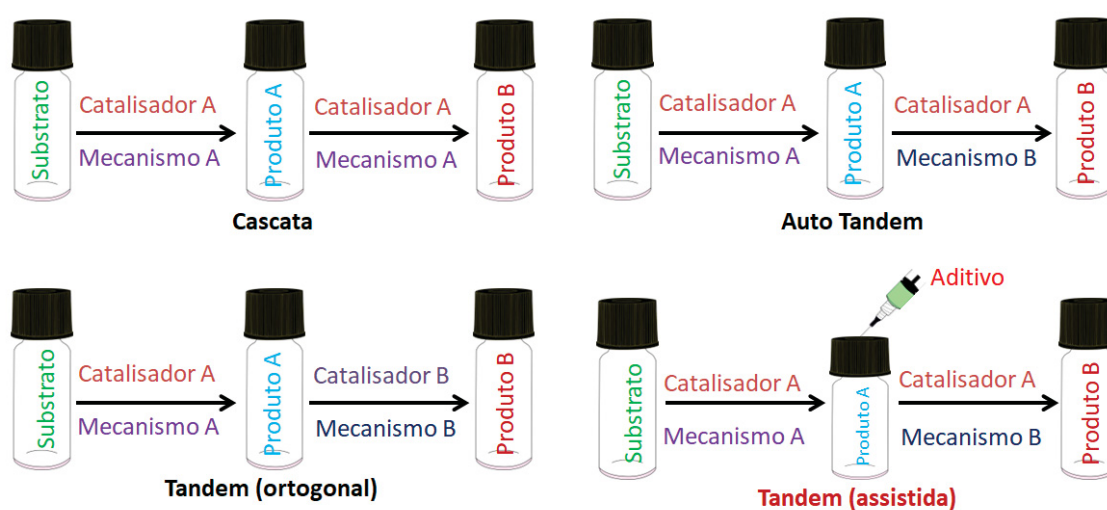 Substrato
Catalisador A
Mecanismo A
Produto A
Catalisador A
Mecanismo A
Produto B
Cascata
Substrato
Catalisador A
Mecanismo A
Produto A
Catalisador A
Mecanismo B
Produto B
Auto Tandem
Substrato
Catalisador A
Mecanismo A
Produto A
Catalisador B
Mecanismo B
Produto B
Tandem (ortogonal)
Substrato
Catalisador A
Mecanismo A
Aditivo
Produto A
Catalisador A
Mecanismo B
Produto B
Tandem (assistida)